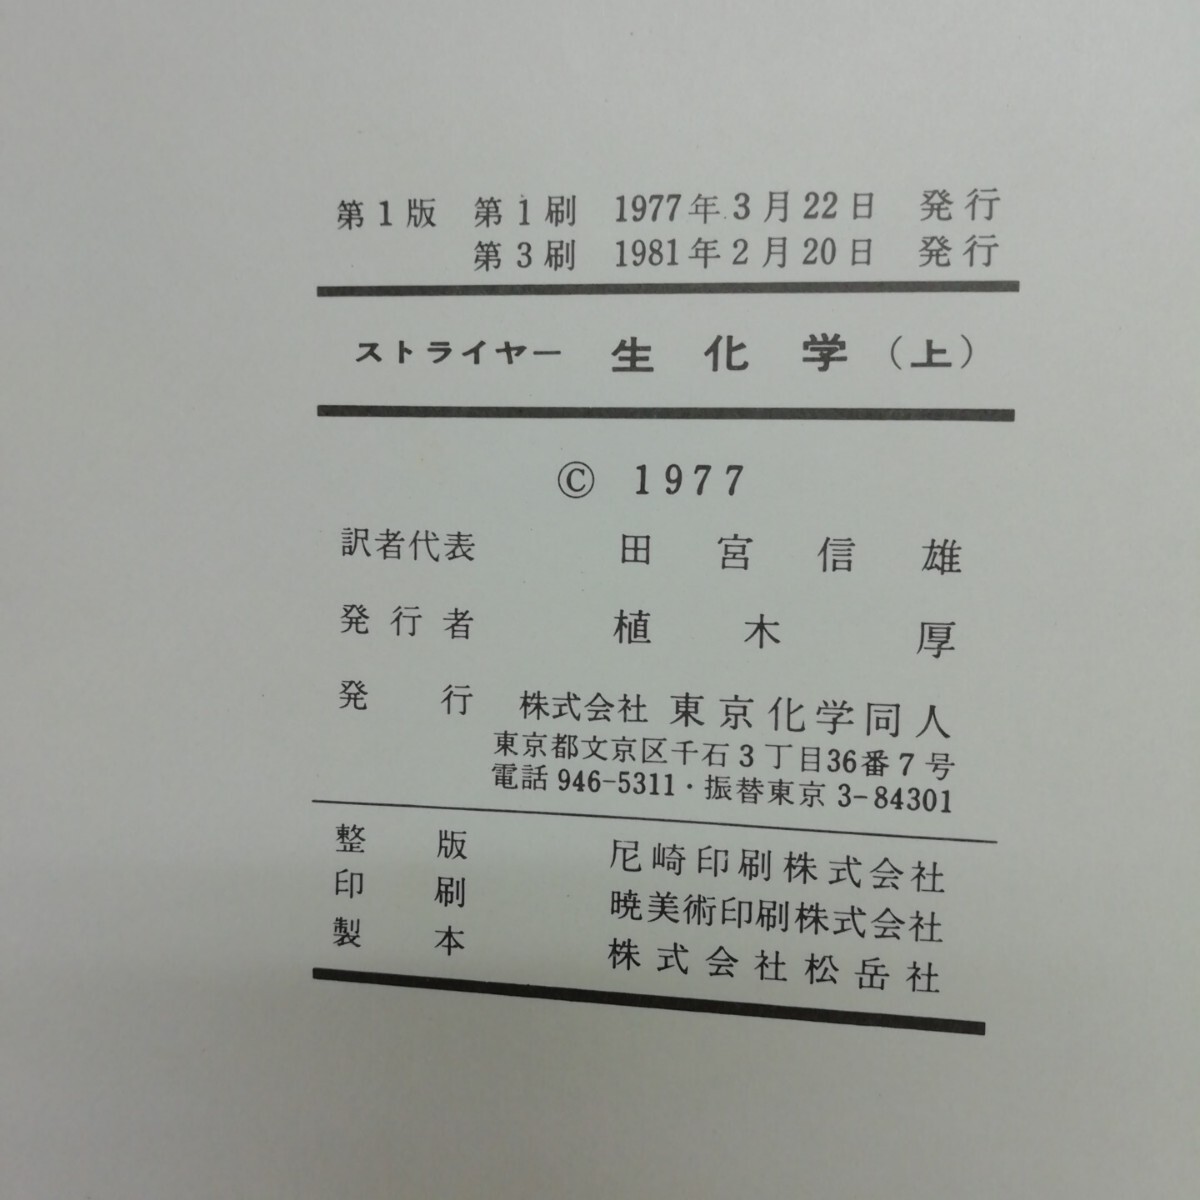 第1版 第1刷 1977年3月22日 発行
第3刷 1981年2月20日 発行
ストライヤー 生化学(上)
© 1977
訳者代表 田宮信雄
発行者 植木厚
発行 株式会社 東京化学同人
東京都文京区千石3丁目36番7号
電話 946-5311・振替東京 3-84301
整版 尼崎印刷株式会社
印刷 暁美術印刷株式会社
製本 株式会社松岳社